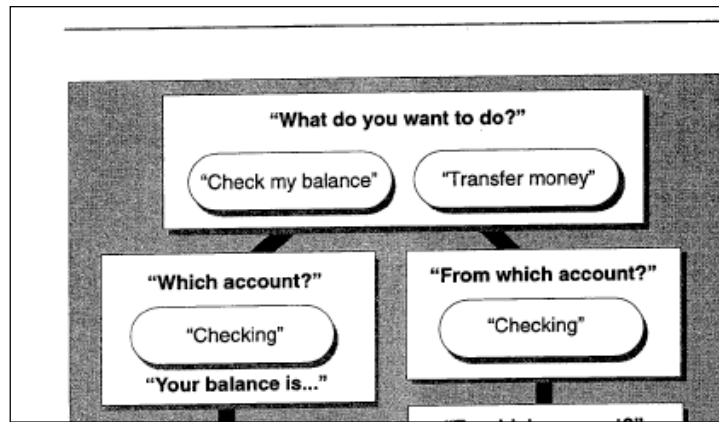 “What do you want to do?”
“Check my balance”
“Transfer money”
“Which account?”
“Checking”
“Your balance is...”
“From which account?”
“Checking”